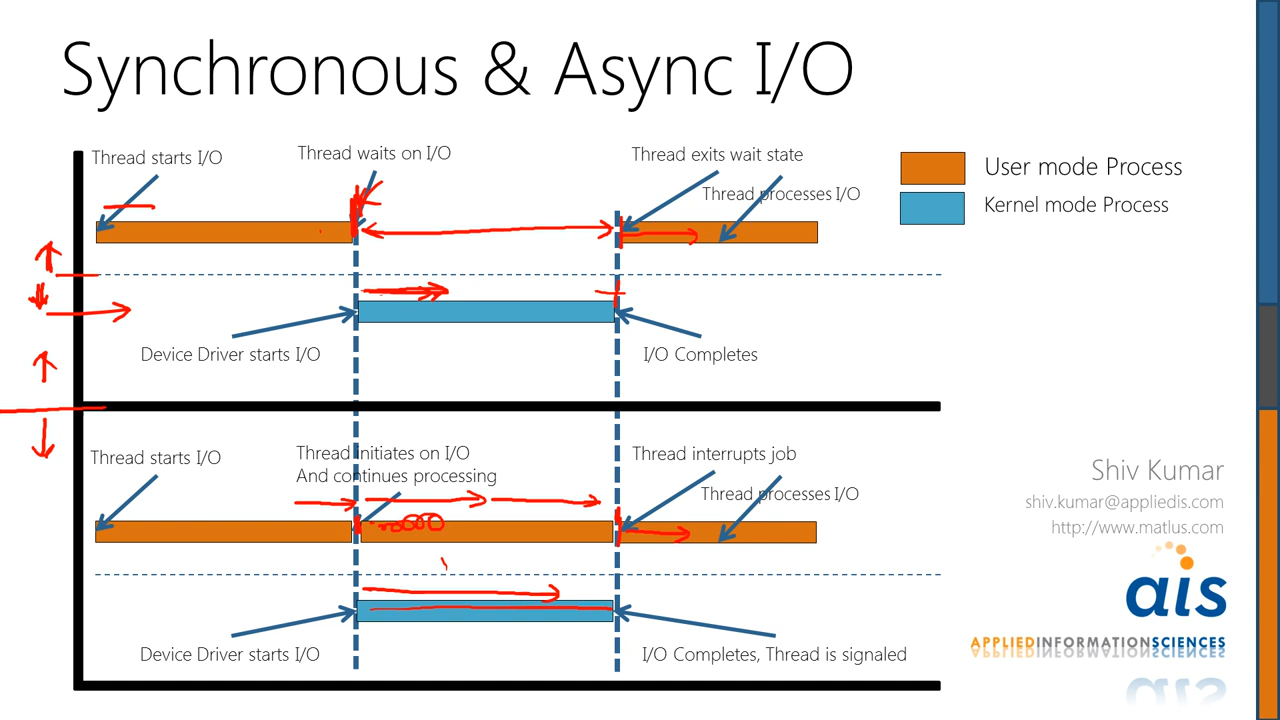 Synchronous & Async I/O
Thread starts I/O
Thread waits on I/O
Thread exits wait state
Thread processes I/O
User mode Process
Kernel mode Process
Device Driver starts I/O
I/O Completes
Thread starts I/O
Thread initiates on I/O
And continues processing
Thread interrupts job
Thread processes I/O
Device Driver starts I/O
I/O Completes, Thread is signaled
Shiv Kumar
shiv.kumar@appliedis.com
http://www.matlus.com
ais
APPLIEDINFORMATIONSCIENCES